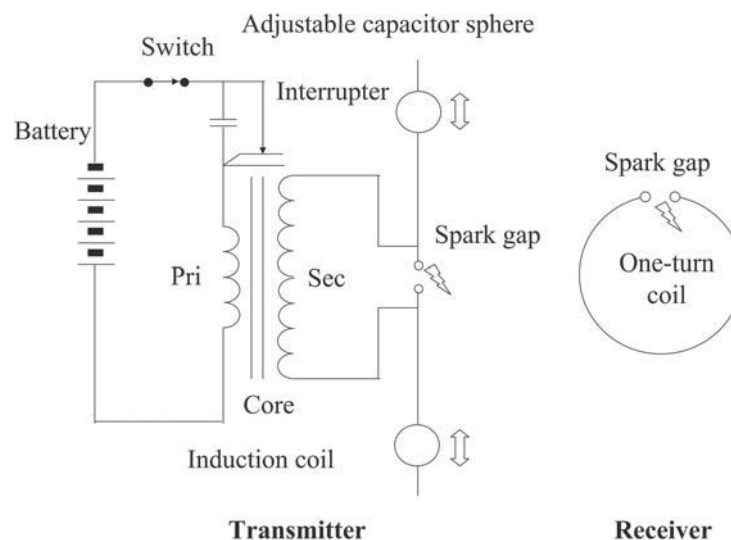 Adjustable capacitor sphere
Switch
Interrupter
Battery
Spark gap
Spark gap
One-turn
coil
Pri
Sec
Core
Induction coil
Transmitter
Receiver